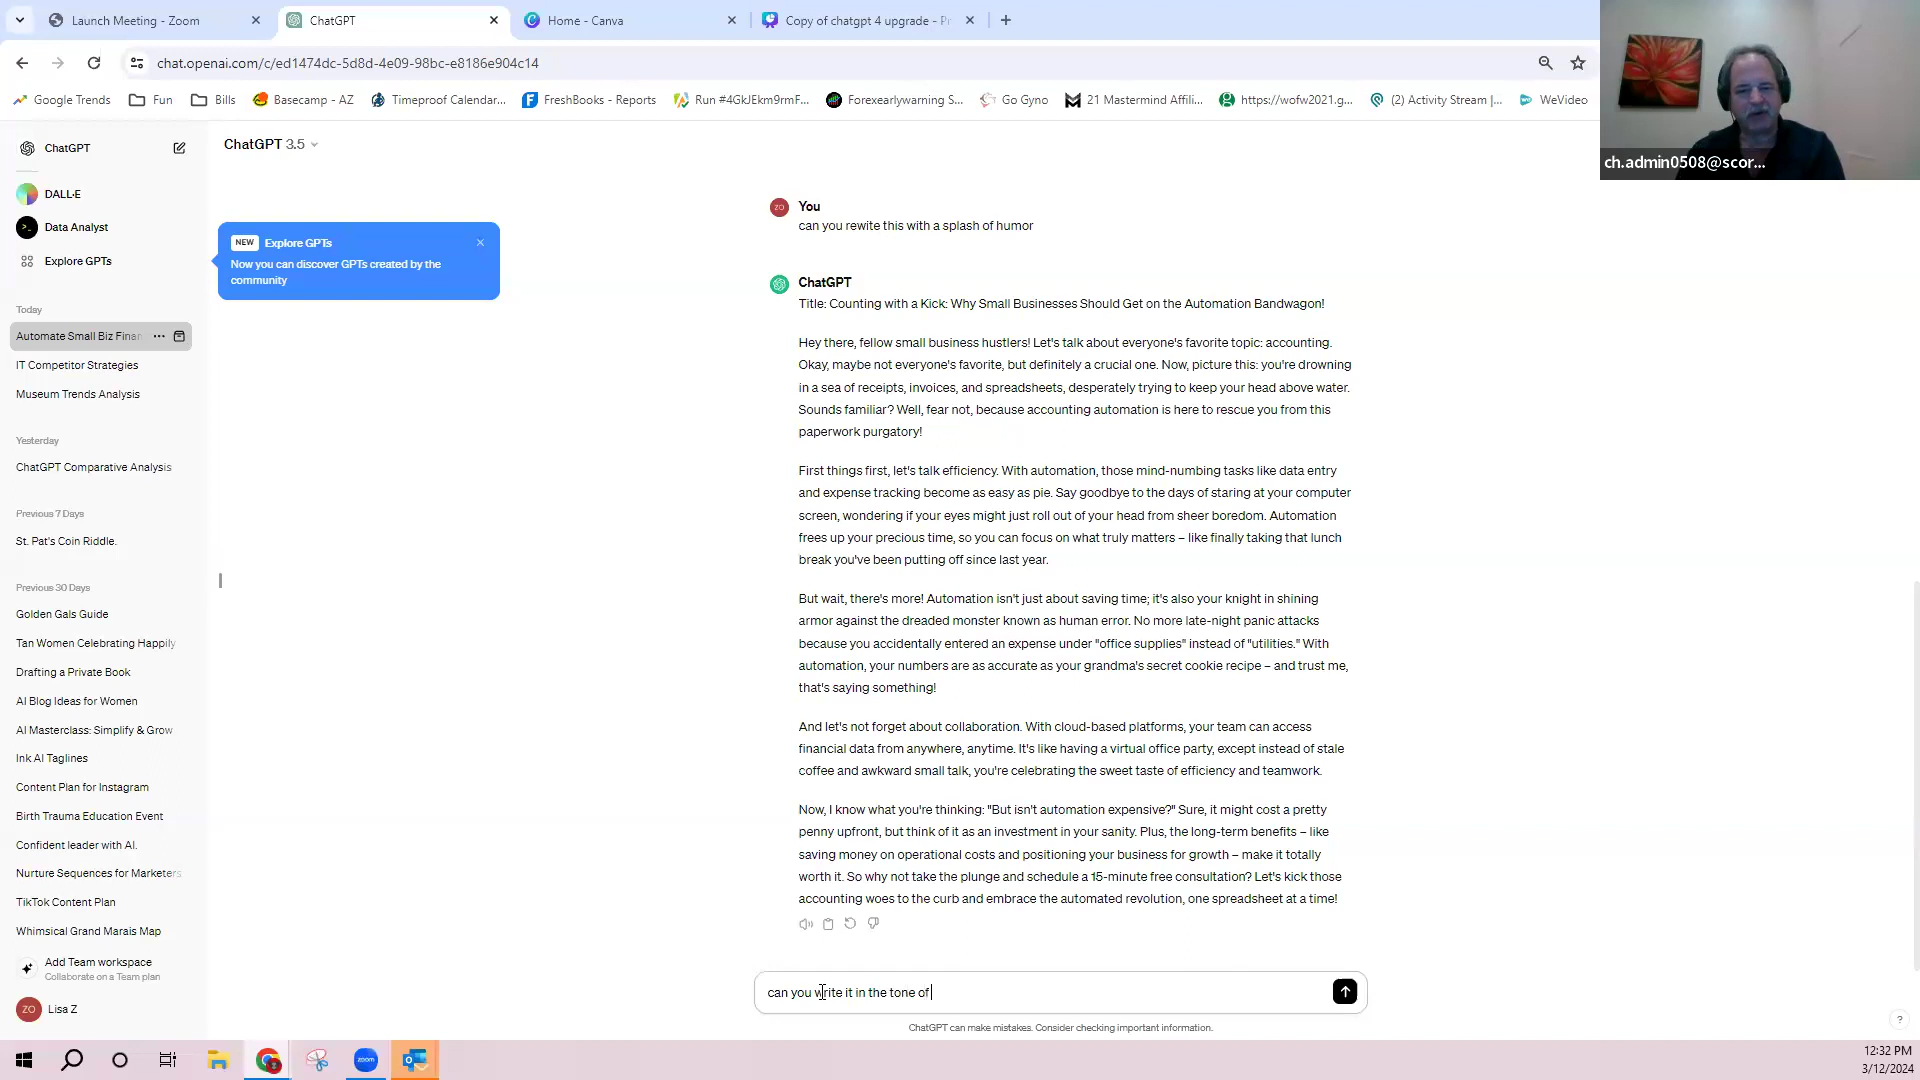 Launch Meeting - Zoom
ChatGPT
Home - Canva
Copy of chatgpt 4 upgrade - Pr
chat.openai.com/c/ed1474dc-5d8d-4e09-98bc-e8186e904c14
Google Trends
Fun
Bills
Basecamp - AZ
Timeproof Calendar...
FreshBooks - Reports
Run #4GkJEkm9rmF...
Forexearlywarning S...
Go Gyno
21 Mastermind Affili...
https://wofw2021.g...
(2) Activity Stream |...
WeVideo
ch.admin0508@scor...
ChatGPT
DALL·E
Data Analyst
Explore GPTs
NEW Explore GPTs
Now you can discover GPTs created by the
community
Today
Automate Small Biz Finan
IT Competitor Strategies
Museum Trends Analysis
Yesterday
ChatGPT Comparative Analysis
Previous 7 Days
St. Pat's Coin Riddle.
Previous 30 Days
Golden Gals Guide
Tan Women Celebrating Happily
Drafting a Private Book
AI Blog Ideas for Women
AI Masterclass: Simplify & Grow
Ink AI Taglines
Content Plan for Instagram
Birth Trauma Education Event
Confident leader with AI.
Nurture Sequences for Marketers
TikTok Content Plan
Whimsical Grand Marais Map
Add Team workspace
Collaborate on a Team plan
ZO Lisa Z
ChatGPT 3.5
ZO You
can you rewrite this with a splash of humor
ChatGPT
Title: Counting with a Kick: Why Small Businesses Should Get on the Automation Bandwagon!
Hey there, fellow small business hustlers! Let's talk about everyone's favorite topic: accounting.
Okay, maybe not everyone's favorite, but definitely a crucial one. Now, picture this: you're drowning
in a sea of receipts, invoices, and spreadsheets, desperately trying to keep your head above water.
Sounds familiar? Well, fear not, because accounting automation is here to rescue you from this
paperwork purgatory!
First things first, let's talk efficiency. With automation, those mind-numbing tasks like data entry
and expense tracking become as easy as pie. Say goodbye to the days of staring at your computer
screen, wondering if your eyes might just roll out of your head from sheer boredom. Automation
frees up your precious time, so you can focus on what truly matters – like finally taking that lunch
break you've been putting off since last year.
But wait, there's more! Automation isn't just about saving time; it's also your knight in shining
armor against the dreaded monster known as human error. No more late-night panic attacks
because you accidentally entered an expense under "office supplies" instead of "utilities." With
automation, your numbers are as accurate as your grandma's secret cookie recipe – and trust me,
that's saying something!
And let's not forget about collaboration. With cloud-based platforms, your team can access
financial data from anywhere, anytime. It's like having a virtual office party, except instead of stale
coffee and awkward small talk, you're celebrating the sweet taste of efficiency and teamwork.
Now, I know what you're thinking: "But isn't automation expensive?" Sure, it might cost a pretty
penny upfront, but think of it as an investment in your sanity. Plus, the long-term benefits – like
saving money on operational costs and positioning your business for growth – make it totally
worth it. So why not take the plunge and schedule a 15-minute free consultation? Let's kick those
accounting woes to the curb and embrace the automated revolution, one spreadsheet at a time!
can you write it in the tone of
ChatGPT can make mistakes. Consider checking important information.
?
zoom
12:32 PM
3/12/2024